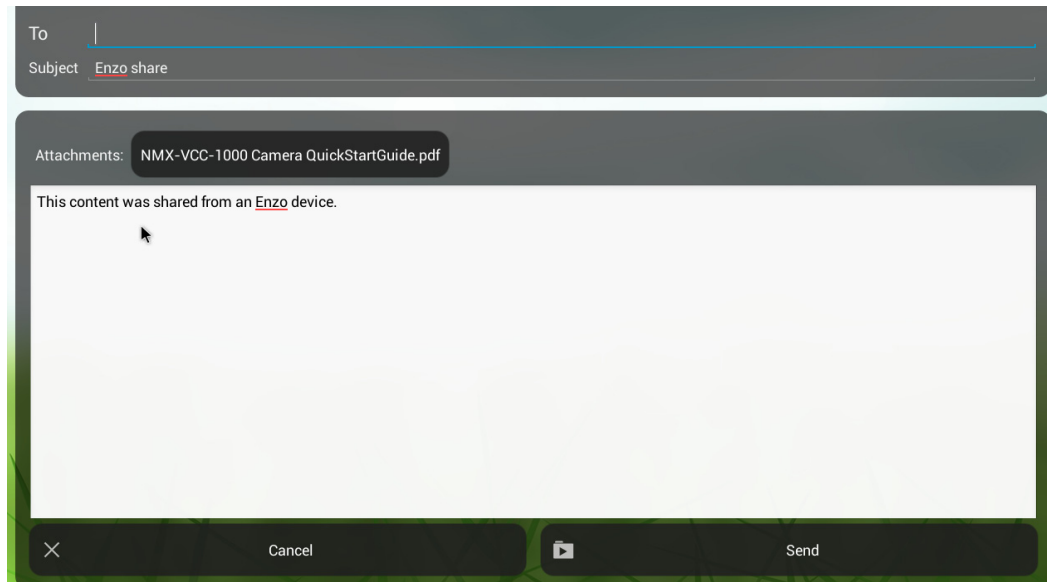 To
Subject Enzo share
Attachments: NMX-VCC-1000 Camera QuickStartGuide.pdf
This content was shared from an Enzo device.
Cancel Send